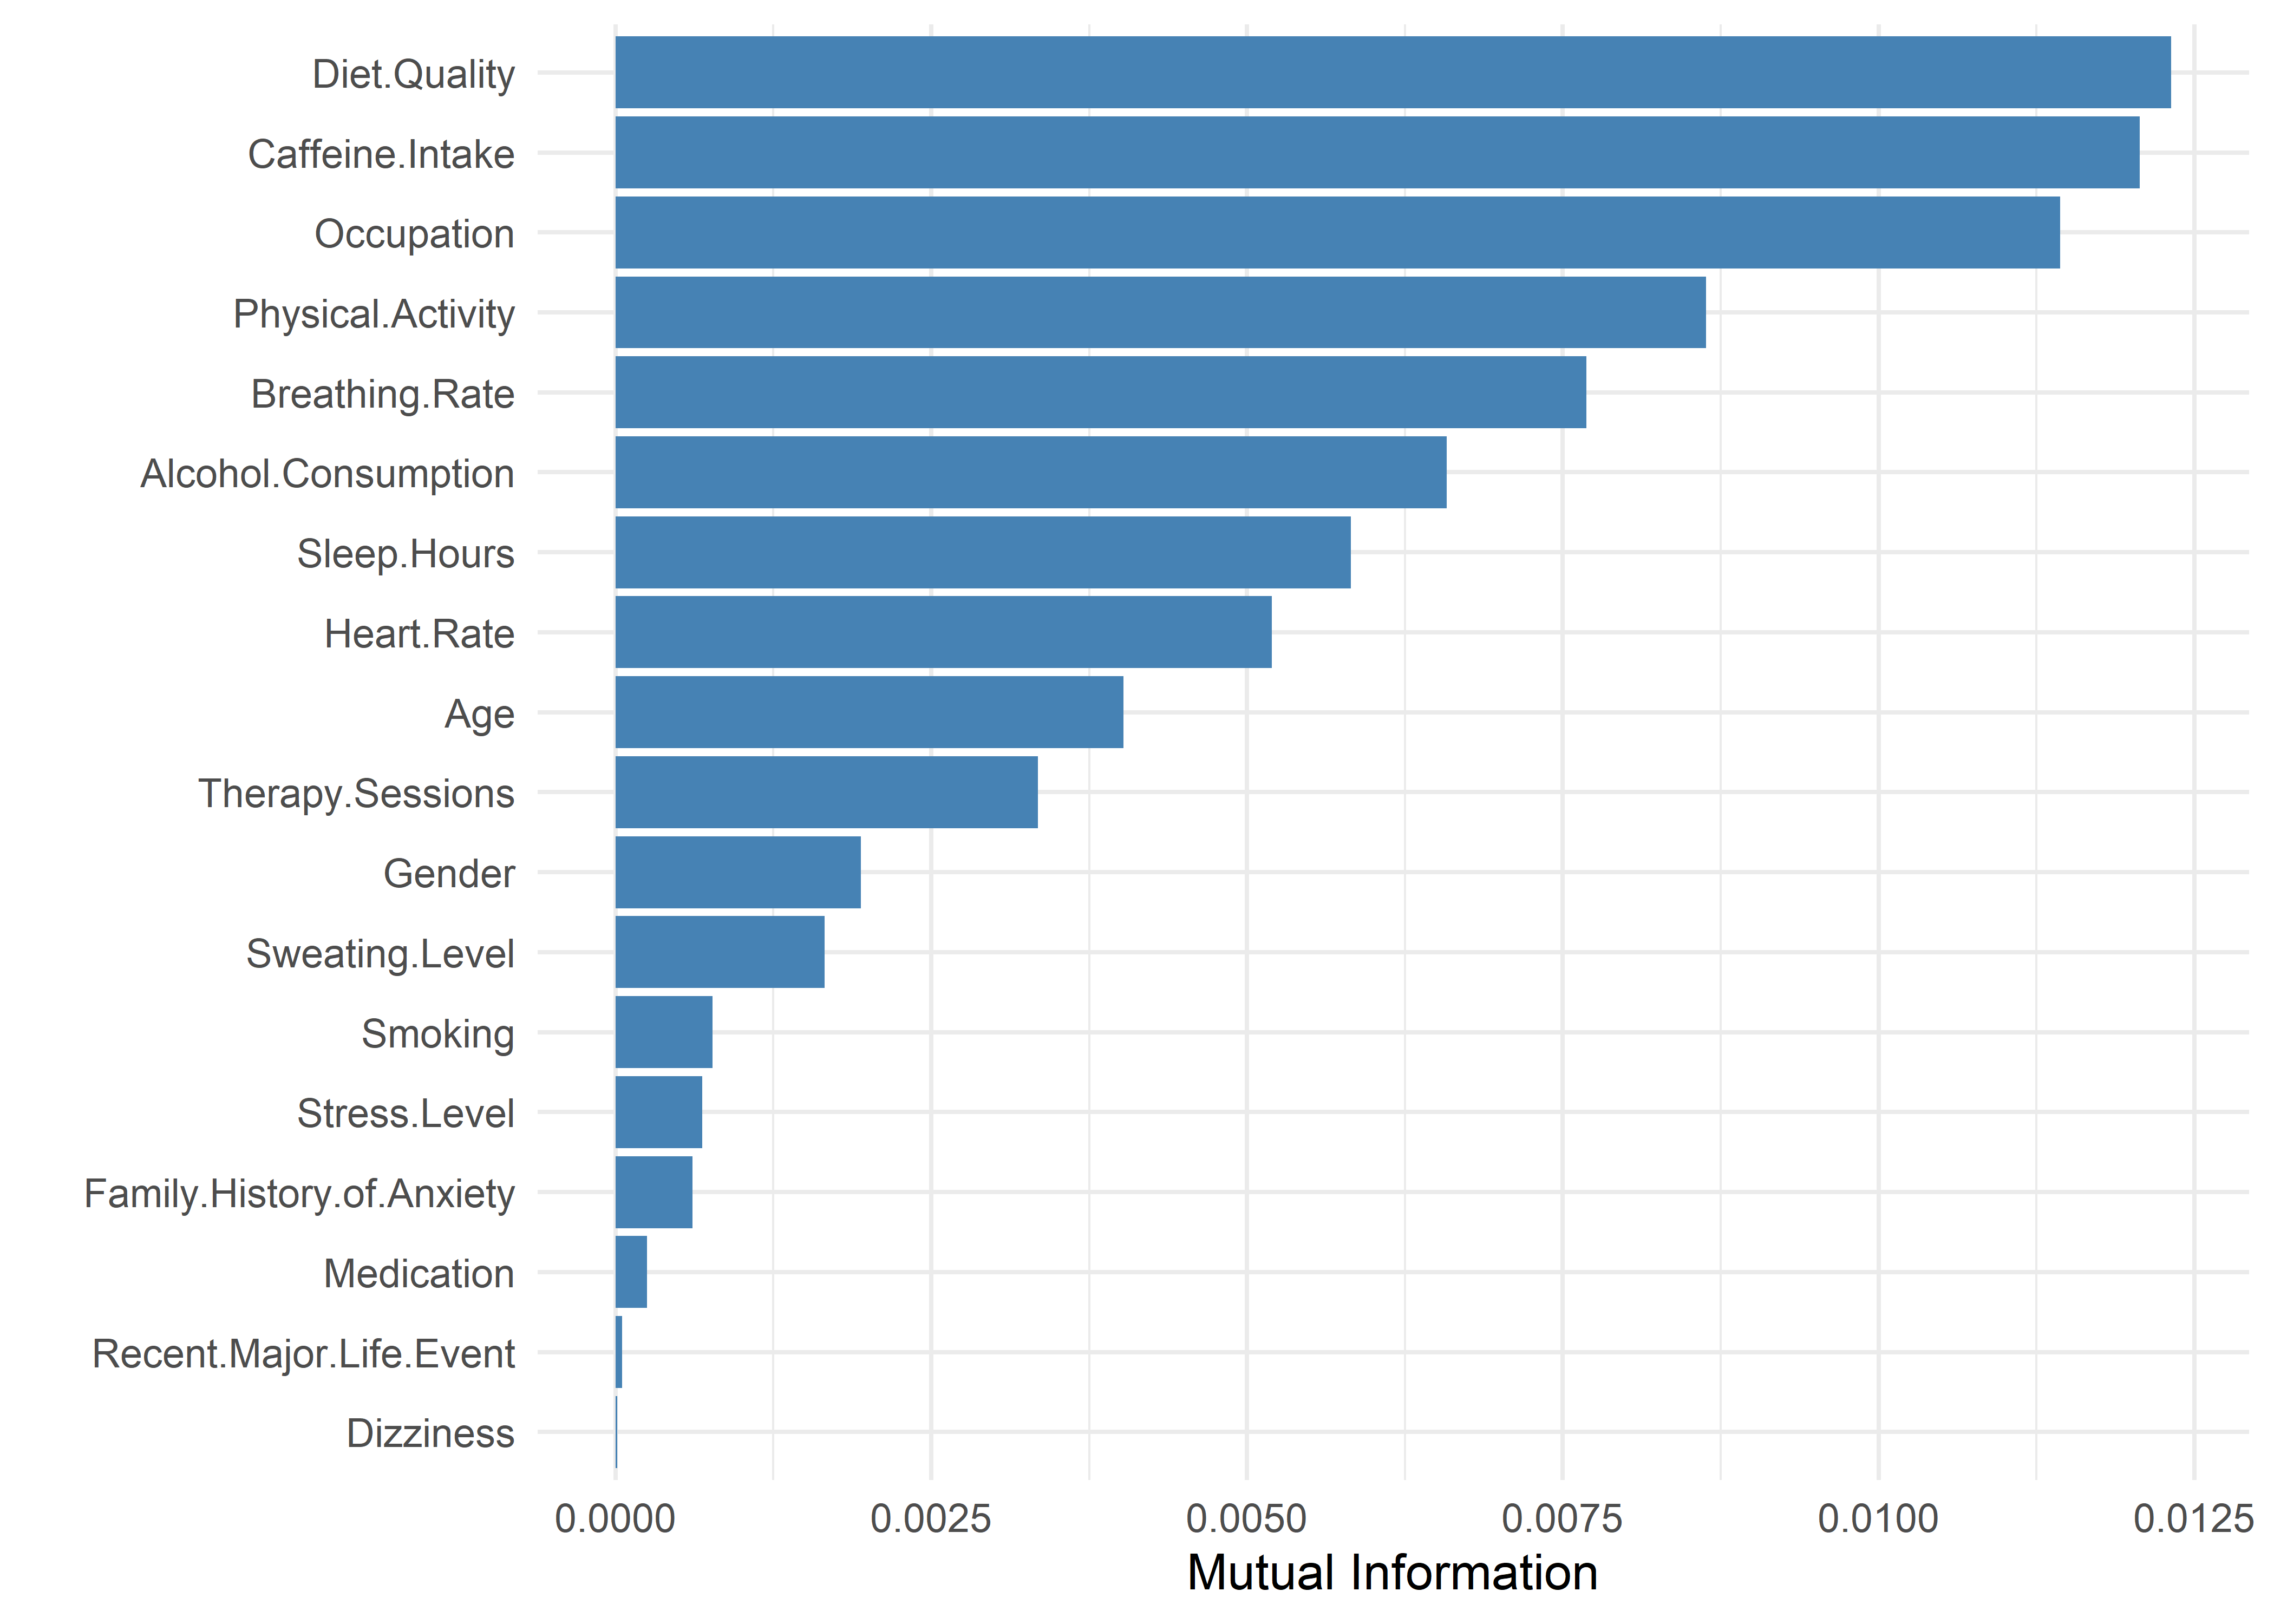 Diet.Quality
Caffeine.Intake
Occupation
Physical.Activity
Breathing.Rate
Alcohol.Consumption
Sleep.Hours
Heart.Rate
Age
Therapy.Sessions
Gender
Sweating.Level
Smoking
Stress.Level
Family.History.of.Anxiety
Medication
Recent.Major.Life.Event
Dizziness
0.0000 0.0025 0.0050 0.0075 0.0100 0.0125
Mutual Information